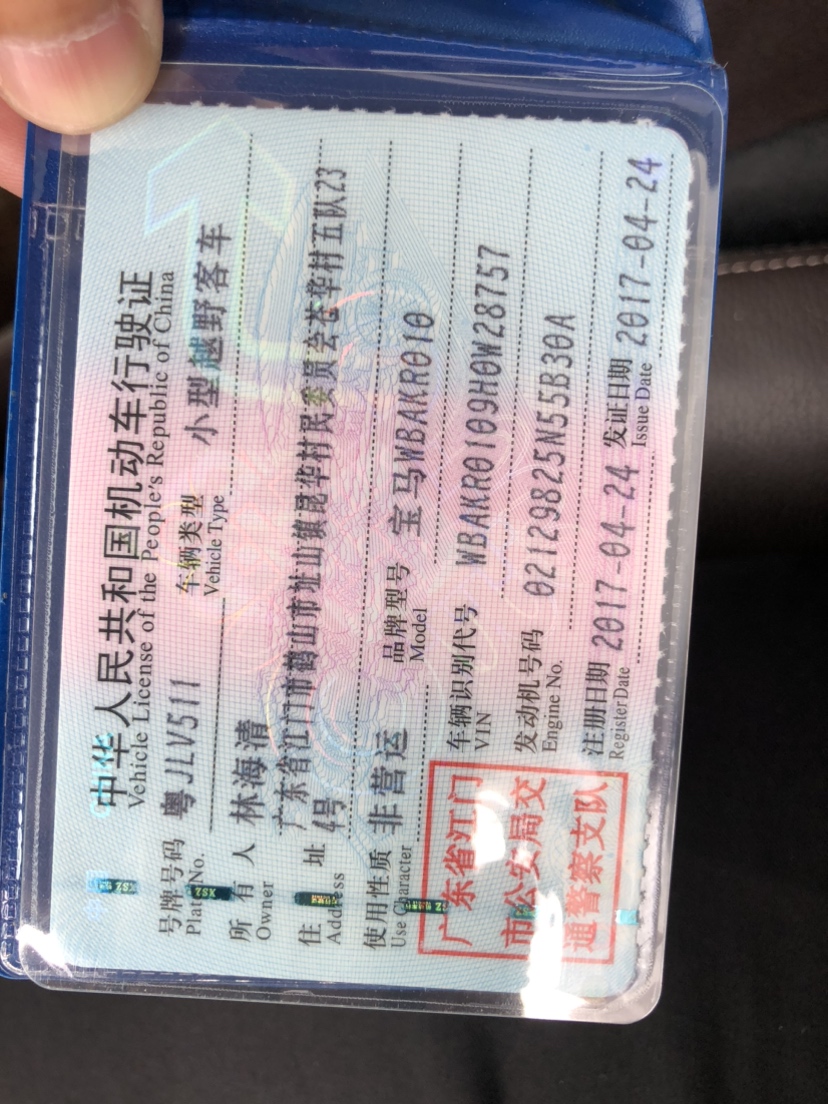 中华人民共和国机动车行驶证
Vehicle License of the People's Republic of China
号牌号码 粤JLV511 车辆类型 小型越野客车
Plate No. Vehicle Type
所有人 林海清
Owner
住址 广东省江门市鹤山市址山镇昆华村民委员会苍华村五队23
Address 4号
使用性质 非营运 品牌型号 宝马WBAKR010
Use Character Model
车辆识别代号 WBAKR0109H0W28757
VIN
发动机号码 02129825N55B30A
Engine No.
注册日期 2017-04-24 发证日期 2017-04-24
Register Date Issue Date
广东省江门
市公安局交
通警察支队